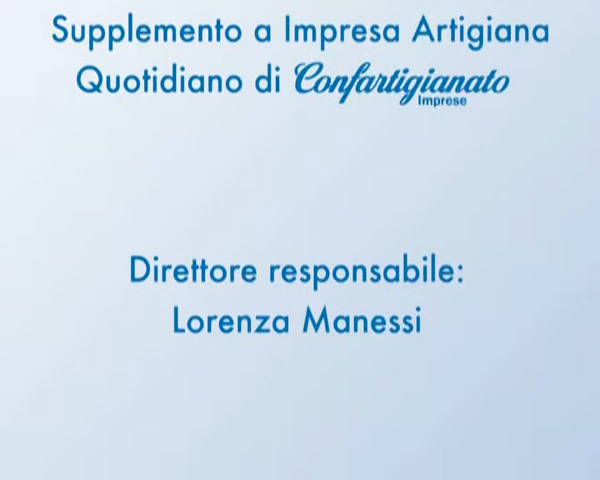 Supplemento a Impresa Artigiana
Quotidiano di Confartigianato
Imprese
Direttore responsabile:
Lorenza Manessi